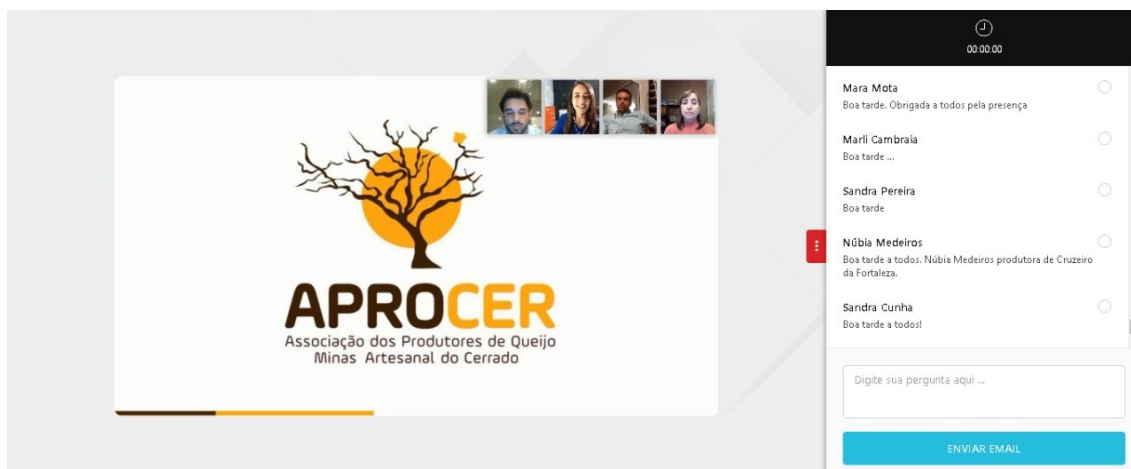 APROCER
Associação dos Produtores de Queijo
Minas Artesanal do Cerrado
00:00:00
Mara Mota
Boa tarde. Obrigada a todos pela presença
Marli Cambraia
Boa tarde ...
Sandra Pereira
Boa tarde
Núbia Medeiros
Boa tarde a todos. Núbia Medeiros produtora de Cruzeiro
da Fortaleza.
Sandra Cunha
Boa tarde a todos!
Digite sua pergunta aqui ...
ENVIAR EMAIL